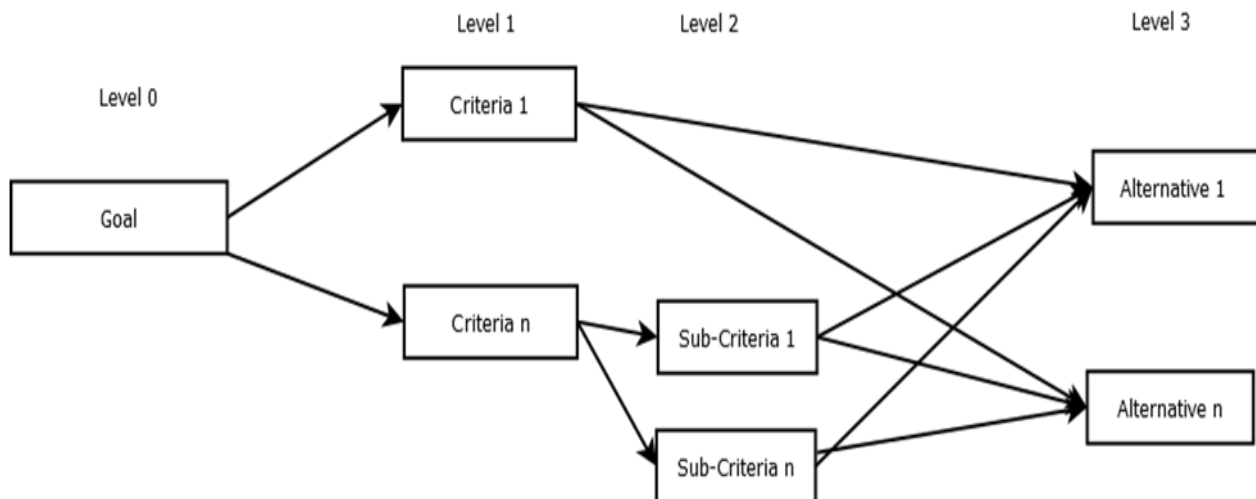 Level 0
Level 1
Level 2
Level 3
Goal
Criteria 1
Criteria n
Sub-Criteria 1
Sub-Criteria n
Alternative 1
Alternative n